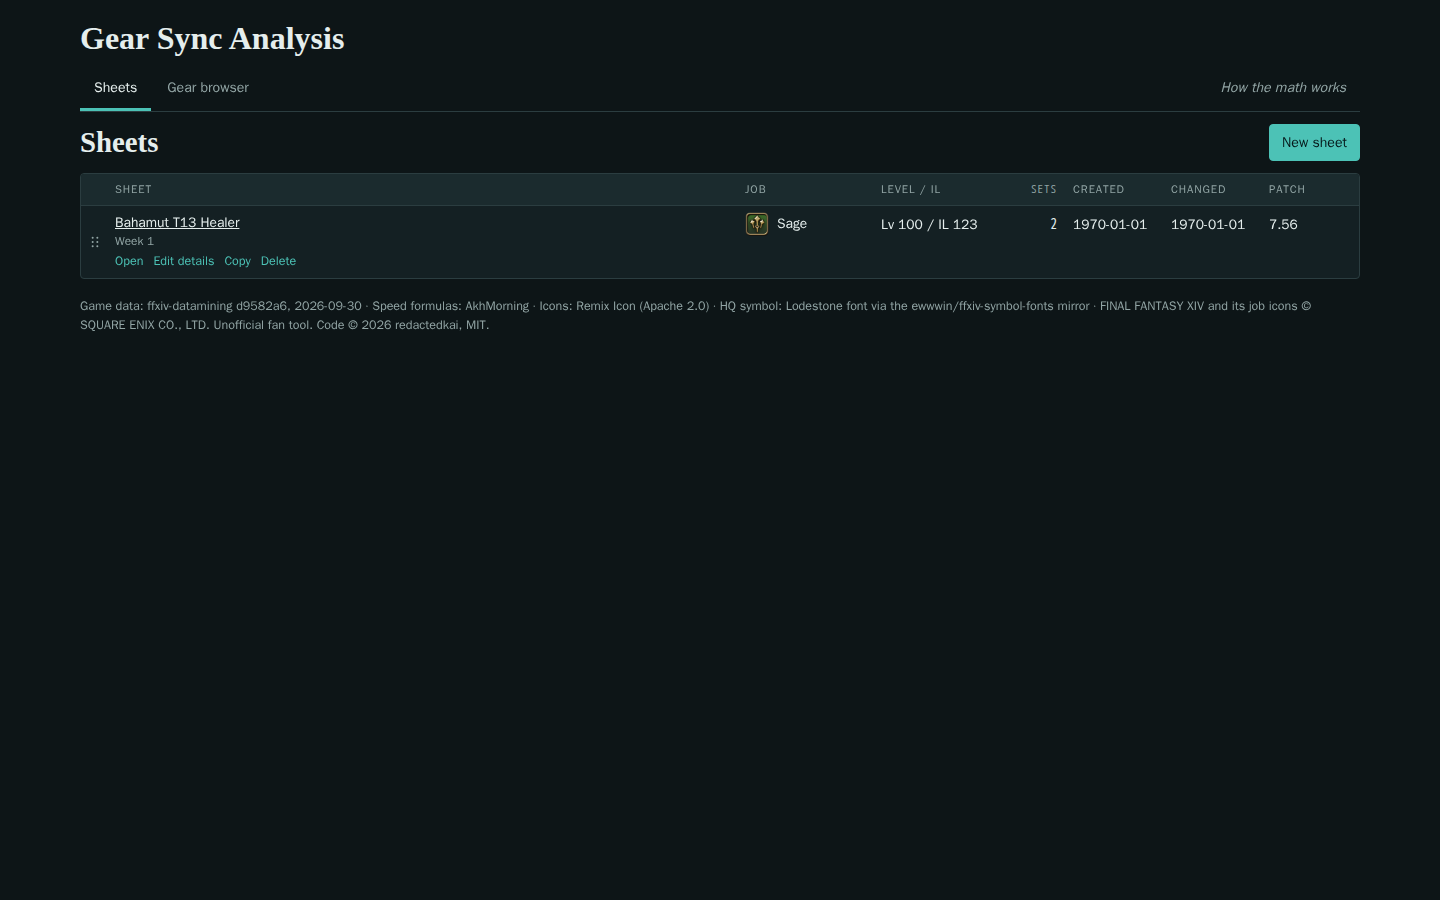 Gear Sync Analysis
Sheets Gear browser How the math works
Sheets New sheet
SHEET JOB LEVEL / IL SETS CREATED CHANGED PATCH
Bahamut T13 Healer Sage Lv 100 / IL 123 2 1970-01-01 1970-01-01 7.56
Week 1
Open Edit details Copy Delete
Game data: ffxiv-datamining d9582a6, 2026-09-30 · Speed formulas: AkhMorning · Icons: Remix Icon (Apache 2.0) · HQ symbol: Lodestone font via the ewwwin/ffxiv-symbol-fonts mirror · FINAL FANTASY XIV and its job icons ©
SQUARE ENIX CO., LTD. Unofficial fan tool. Code © 2026 redactedkai, MIT.